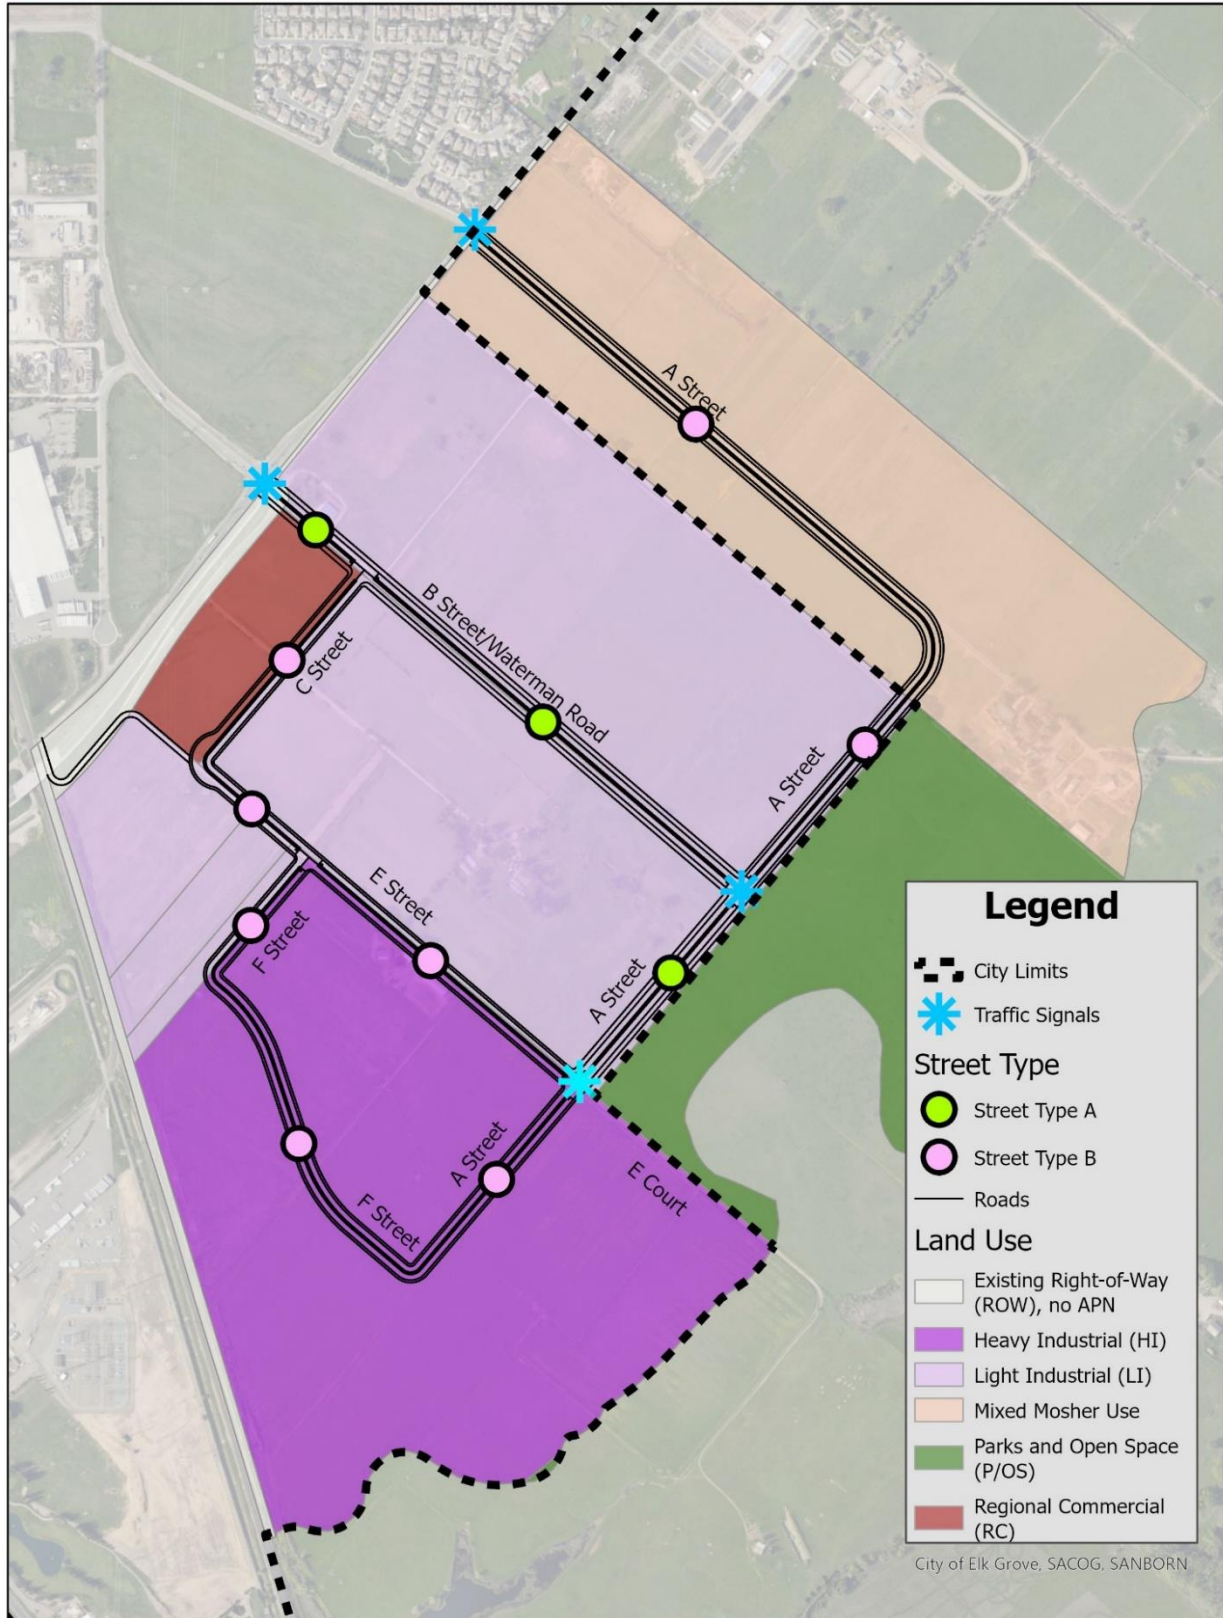 A Street
B Street/Waterman Road
C Street
A Street
E Street
F Street
A Street
A Street
E Court
F Street
Legend
City Limits
Traffic Signals
Street Type
Street Type A
Street Type B
Roads
Land Use
Existing Right-of-Way
(ROW), no APN
Heavy Industrial (HI)
Light Industrial (LI)
Mixed Mosher Use
Parks and Open Space
(P/OS)
Regional Commercial
(RC)
City of Elk Grove, SACOG, SANBORN